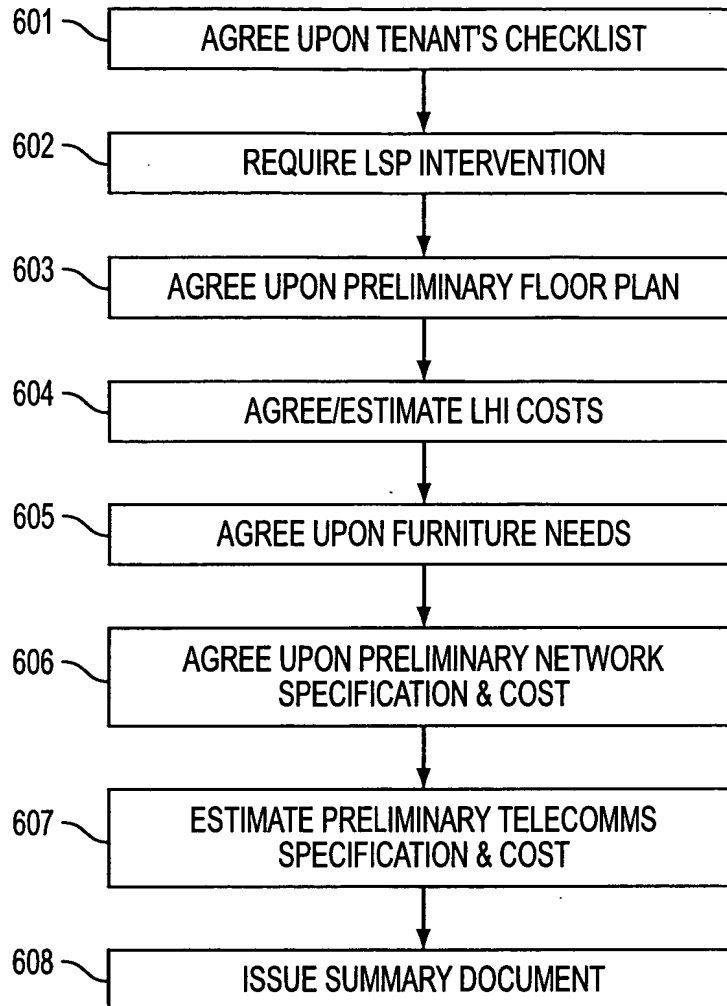 601
AGREE UPON TENANT'S CHECKLIST
602
REQUIRE LSP INTERVENTION
603
AGREE UPON PRELIMINARY FLOOR PLAN
604
AGREE/ESTIMATE LHI COSTS
605
AGREE UPON FURNITURE NEEDS
606
AGREE UPON PRELIMINARY NETWORK
SPECIFICATION & COST
607
ESTIMATE PRELIMINARY TELECOMMS
SPECIFICATION & COST
608
ISSUE SUMMARY DOCUMENT